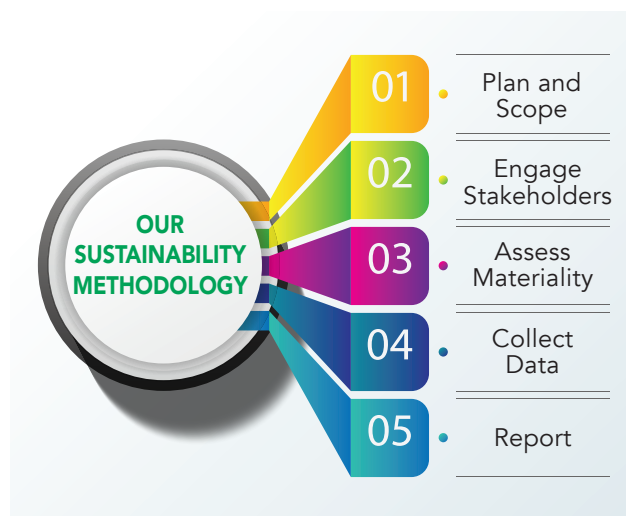 OUR
SUSTAINABILITY
METHODOLOGY
01
Plan and
Scope
02
Engage
Stakeholders
03
Assess
Materiality
04
Collect
Data
05
Report